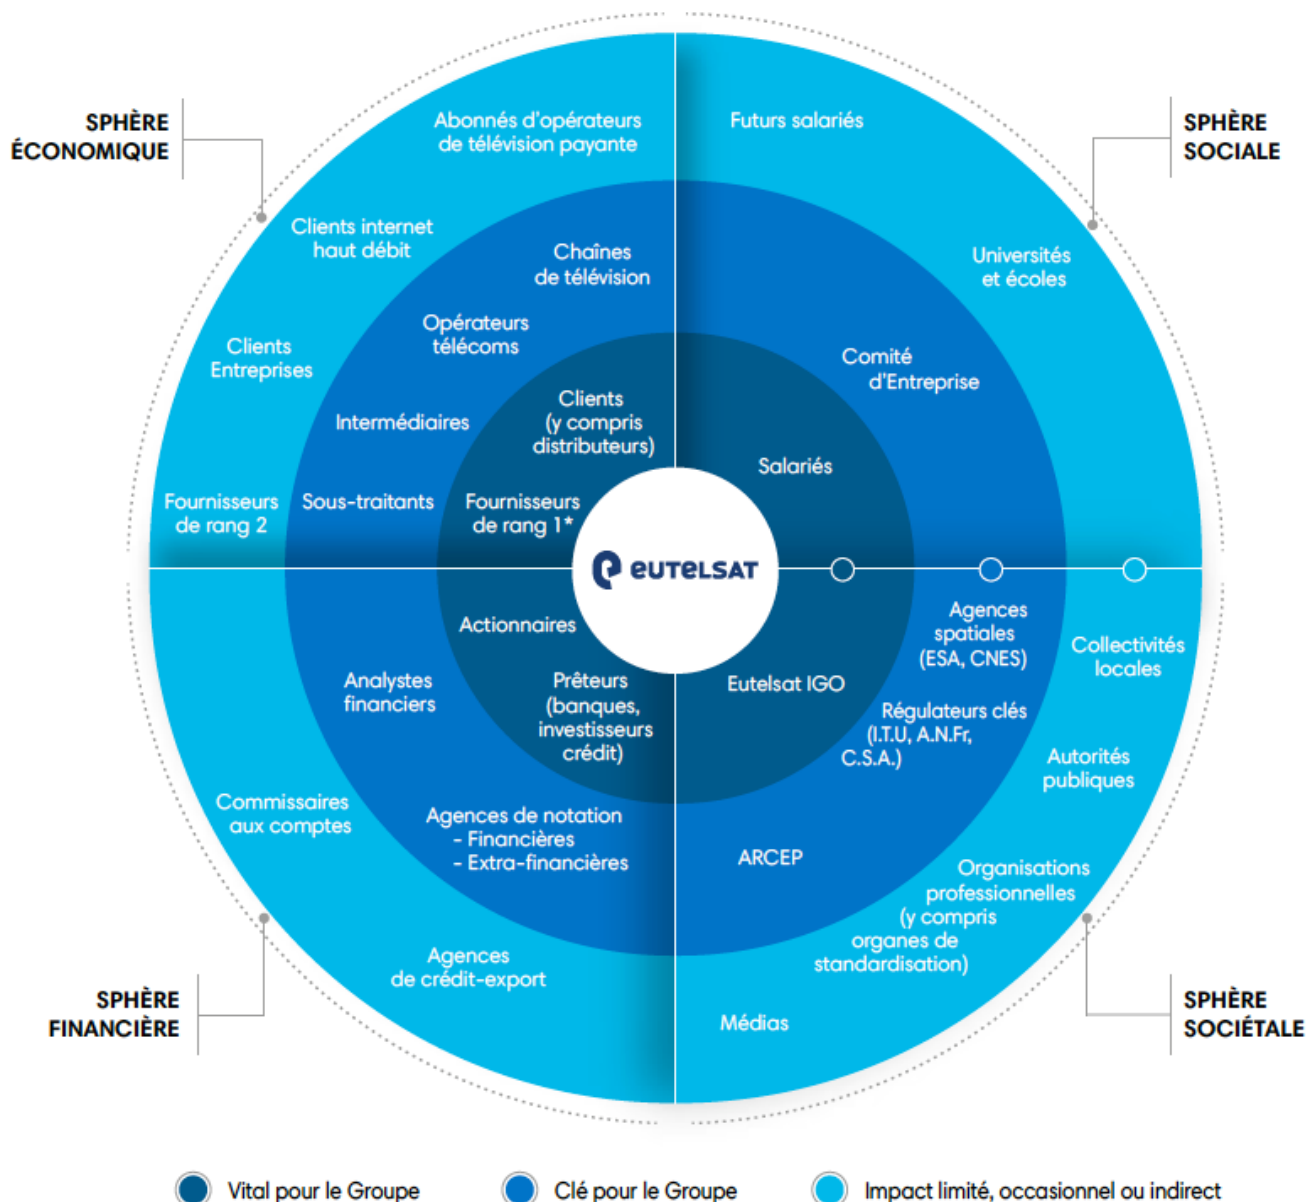 SPHÈRE
ÉCONOMIQUE
Abonnés d'opérateurs
de télévision payante
Clients internet
haut débit
Clients
Entreprises
Fournisseurs
de rang 2
Chaînes
de télévision
Opérateurs
télécoms
Intermédiaires
Sous-traitants
Clients
(y compris
distributeurs)
Fournisseurs
de rang 1*
SPHÈRE
SOCIALE
Futurs salariés
Universités
et écoles
Comité
d'Entreprise
Salariés
eutelsat
SPHÈRE
FINANCIÈRE
Actionnaires
Prêteurs
(banques,
investisseurs
crédit)
Analystes
financiers
Agences de notation
- Financières
- Extra-financières
Commissaires
aux comptes
Agences
de crédit-export
SPHÈRE
SOCIÉTALE
Eutelsat IGO
Agences
spatiales
(ESA, CNES)
Régulateurs clés
(I.T.U, A.N.Fr,
C.S.A.)
ARCEP
Collectivités
locales
Autorités
publiques
Organisations
professionnelles
(y compris
organes de
standardisation)
Médias
Vital pour le Groupe
Clé pour le Groupe
Impact limité, occasionnel ou indirect